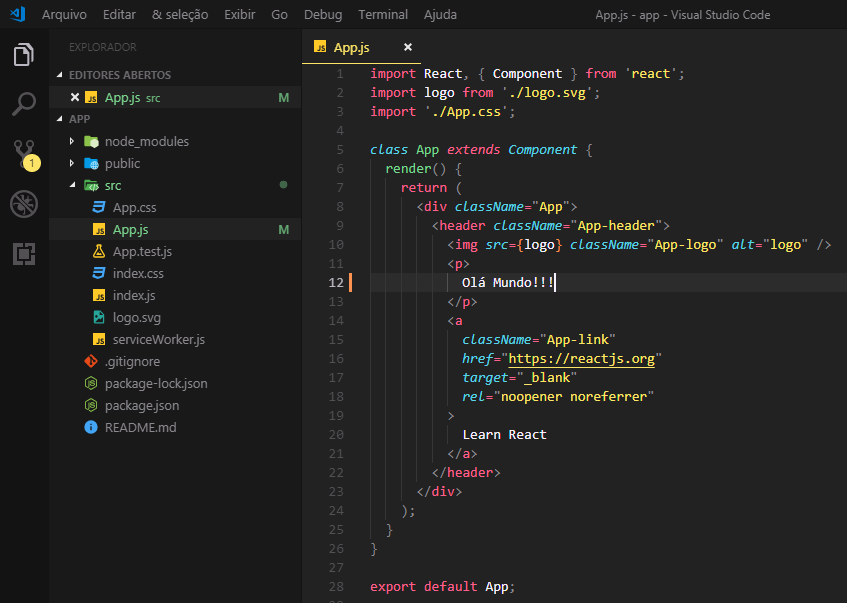 Arquivo Editar & seleção Exibir Go Debug Terminal Ajuda App.js - app - Visual Studio Code
EXPLORADOR
EDITORES ABERTOS
App.js src M
APP
node_modules
public
src
App.css
App.js M
App.test.js
index.css
index.js
logo.svg
serviceWorker.js
.gitignore
package-lock.json
package.json
README.md
1
App.js
1 import React, { Component } from 'react';
2 import logo from './logo.svg';
3 import './App.css';
4
5 class App extends Component {
6 render() {
7 return (
8 <div className="App">
9 <header className="App-header">
10 <img src={logo} className="App-logo" alt="logo" />
11 <p>
12 Olá Mundo!!!
13 </p>
14 <a
15 className="App-link"
16 href="https://reactjs.org"
17 target="_blank"
18 rel="noopener noreferrer"
19 >
20 Learn React
21 </a>
22 </header>
23 </div>
24 );
25 }
26 }
27
28 export default App;